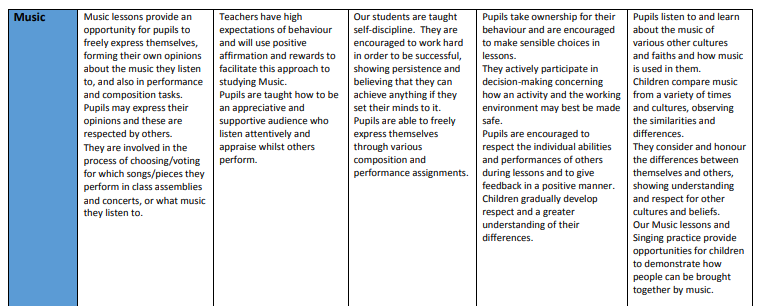 Music
Music lessons provide an
opportunity for pupils to
freely express themselves,
forming their own opinions
about the music they listen
to, and also in performance
and composition tasks.
Pupils may express their
opinions and these are
respected by others.
They are involved in the
process of choosing/voting
for which songs/pieces they
perform in class assemblies
and concerts, or what music
they listen to.
Teachers have high
expectations of behaviour
and will use positive
affirmation and rewards to
facilitate this approach to
studying Music.
Pupils are taught how to be
an appreciative and
supportive audience who
listen attentively and
appraise whilst others
perform.
Our students are taught
self-discipline.  They are
encouraged to work hard
in order to be successful,
showing persistence and
believing that they can
achieve anything if they
set their minds to it.
Pupils are able to freely
express themselves
through various
composition and
performance assignments.
Pupils take ownership for their
behaviour and are encouraged
to make sensible choices in
lessons.
They actively participate in
decision-making concerning
how an activity and the working
environment may best be made
safe.
Pupils are encouraged to
respect the individual abilities
and performances of others
during lessons and to give
feedback in a positive manner.
Children gradually develop
respect and a greater
understanding of their
differences.
Pupils listen to and learn
about the music of
various other cultures
and faiths and how music
is used in them.
Children compare music
from a variety of times
and cultures, observing
the similarities and
differences.
They consider and honour
the differences between
themselves and others,
showing understanding
and respect for other
cultures and beliefs.
Our Music lessons and
Singing practice provide
opportunities for children
to demonstrate how
people can be brought
together by music.